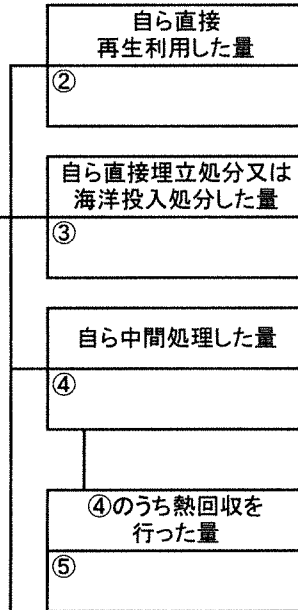 自ら直接
再生利用した量
②
自ら直接埋立処分又は
海洋投入処分した量
③
自ら中間処理した量
④
④のうち熱回収を
行った量
⑤